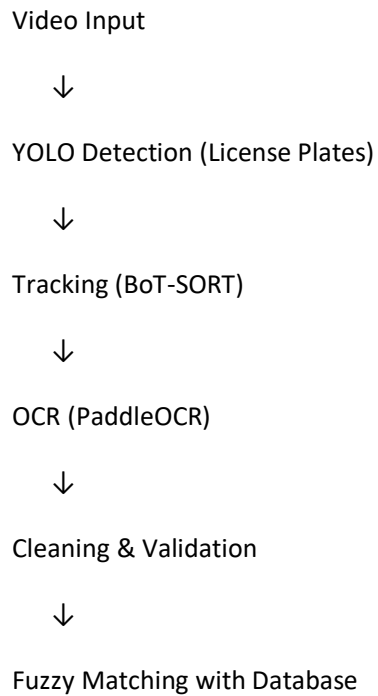 Video Input
↓
YOLO Detection (License Plates)
↓
Tracking (BoT-SORT)
↓
OCR (PaddleOCR)
↓
Cleaning & Validation
↓
Fuzzy Matching with Database